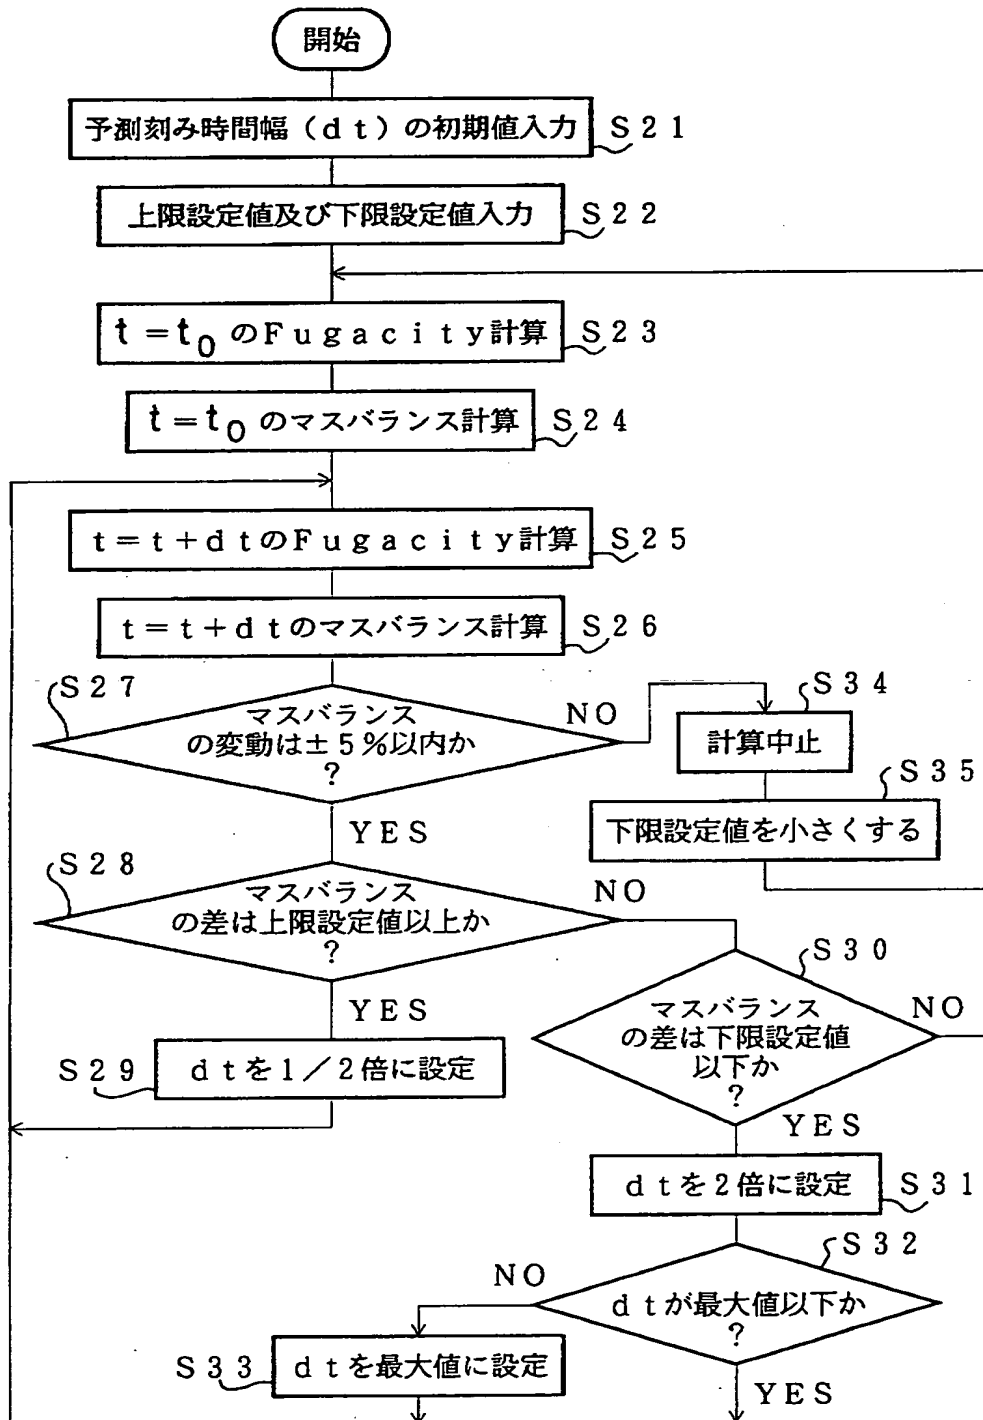 開始
予測刻み時間幅(dt)の初期値入力
S21
上限設定値及び下限設定値入力
S22
t=t0のFugacity計算
S23
t=t0のマスバランス計算
S24
t=t+dtのFugacity計算
S25
t=t+dtのマスバランス計算
S26
S27
マスバランス
の変動は±5%以内か
?
NO
YES
S34
計算中止
S35
下限設定値を小さくする
S28
マスバランス
の差は上限設定値以上か
?
NO
YES
S29
dtを1/2倍に設定
S30
マスバランス
の差は下限設定値
以下か
?
NO
YES
dtを2倍に設定
S31
S32
dtが最大値以下か
?
NO
YES
S33
dtを最大値に設定